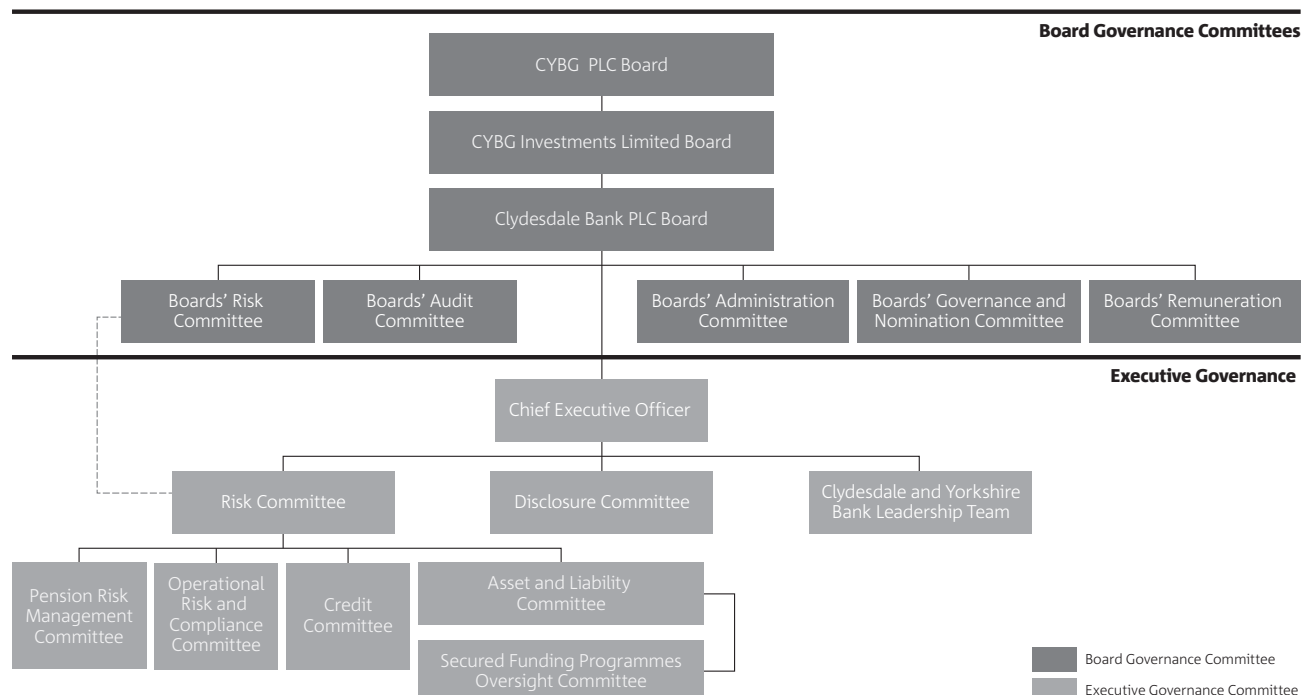 Board Governance Committees
CYBG PLC Board
CYBG Investments Limited Board
Clydesdale Bank PLC Board
Boards' Risk
Committee
Boards' Audit
Committee
Boards' Administration
Committee
Boards' Governance and
Nomination Committee
Boards' Remuneration
Committee
Executive Governance
Chief Executive Officer
Risk Committee
Disclosure Committee
Clydesdale and Yorkshire
Bank Leadership Team
Pension Risk
Management
Committee
Operational
Risk and
Compliance
Committee
Credit
Committee
Asset and Liability
Committee
Secured Funding Programmes
Oversight Committee
Board Governance Committee
Executive Governance Committee